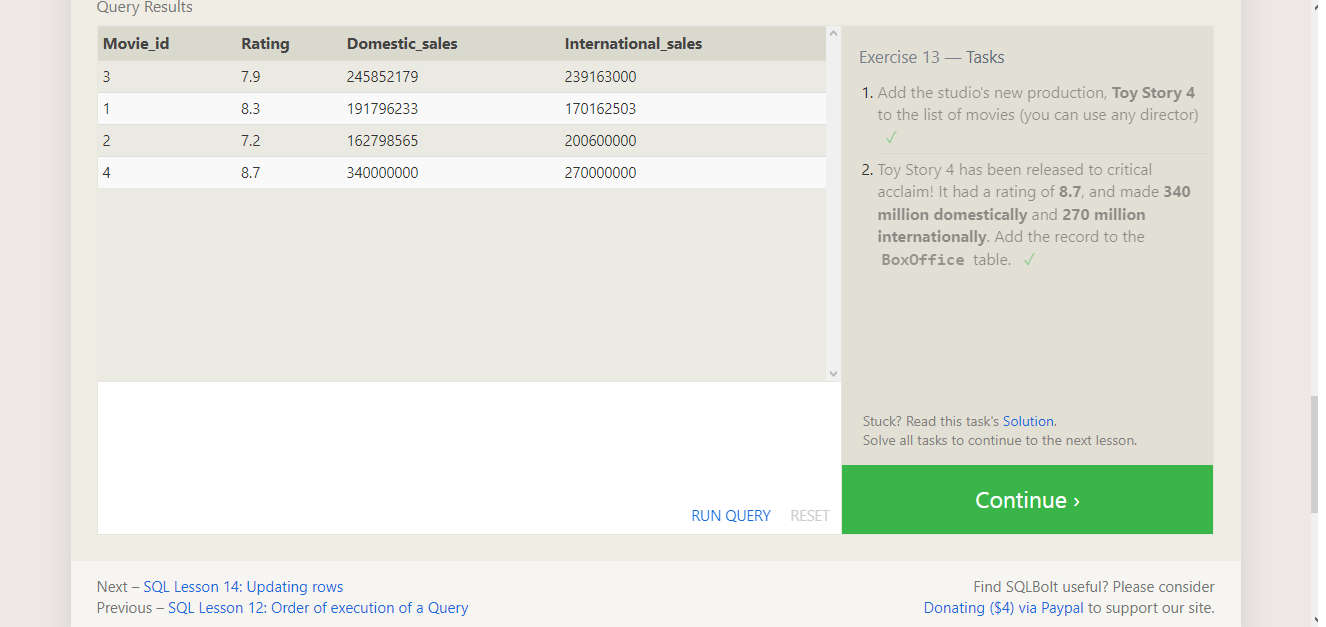 Query Results
Movie_id Rating Domestic_sales International_sales
3 7.9 245852179 239163000
1 8.3 191796233 170162503
2 7.2 162798565 200600000
4 8.7 340000000 270000000
RUN QUERY RESET
Exercise 13 — Tasks
1. Add the studio's new production, Toy Story 4
to the list of movies (you can use any director)
✓
2. Toy Story 4 has been released to critical
acclaim! It had a rating of 8.7, and made 340
million domestically and 270 million
internationally. Add the record to the
BoxOffice table. ✓
Stuck? Read this task's Solution.
Solve all tasks to continue to the next lesson.
Continue ›
Next – SQL Lesson 14: Updating rows
Previous – SQL Lesson 12: Order of execution of a Query
Find SQLBolt useful? Please consider
Donating ($4) via Paypal to support our site.